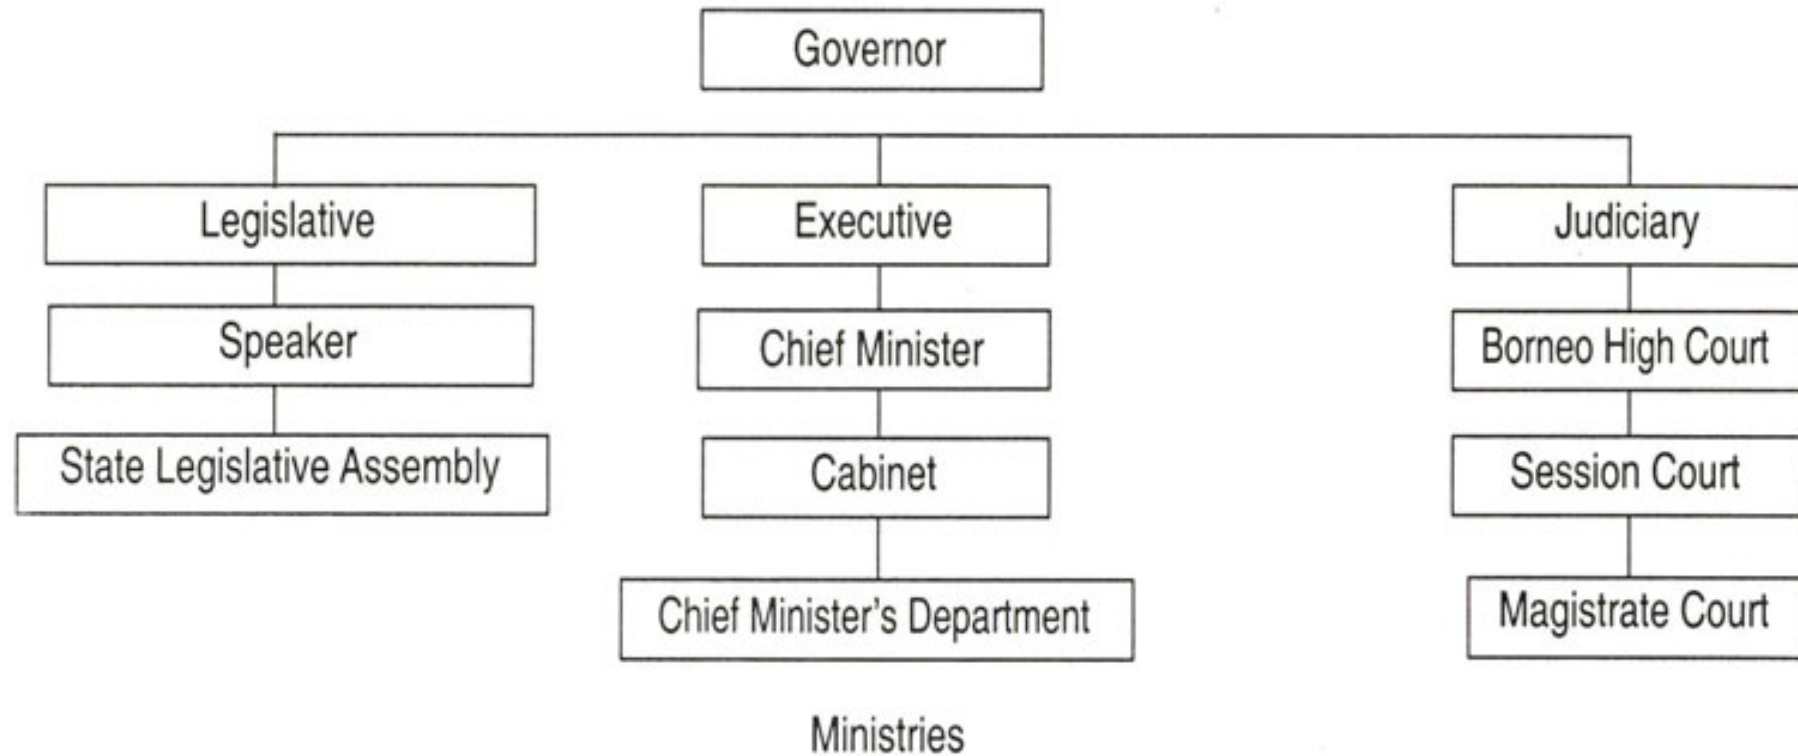 Governor
Legislative
Executive
Judiciary
Speaker
Chief Minister
Borneo High Court
State Legislative Assembly
Cabinet
Session Court
Chief Minister's Department
Magistrate Court
Ministries